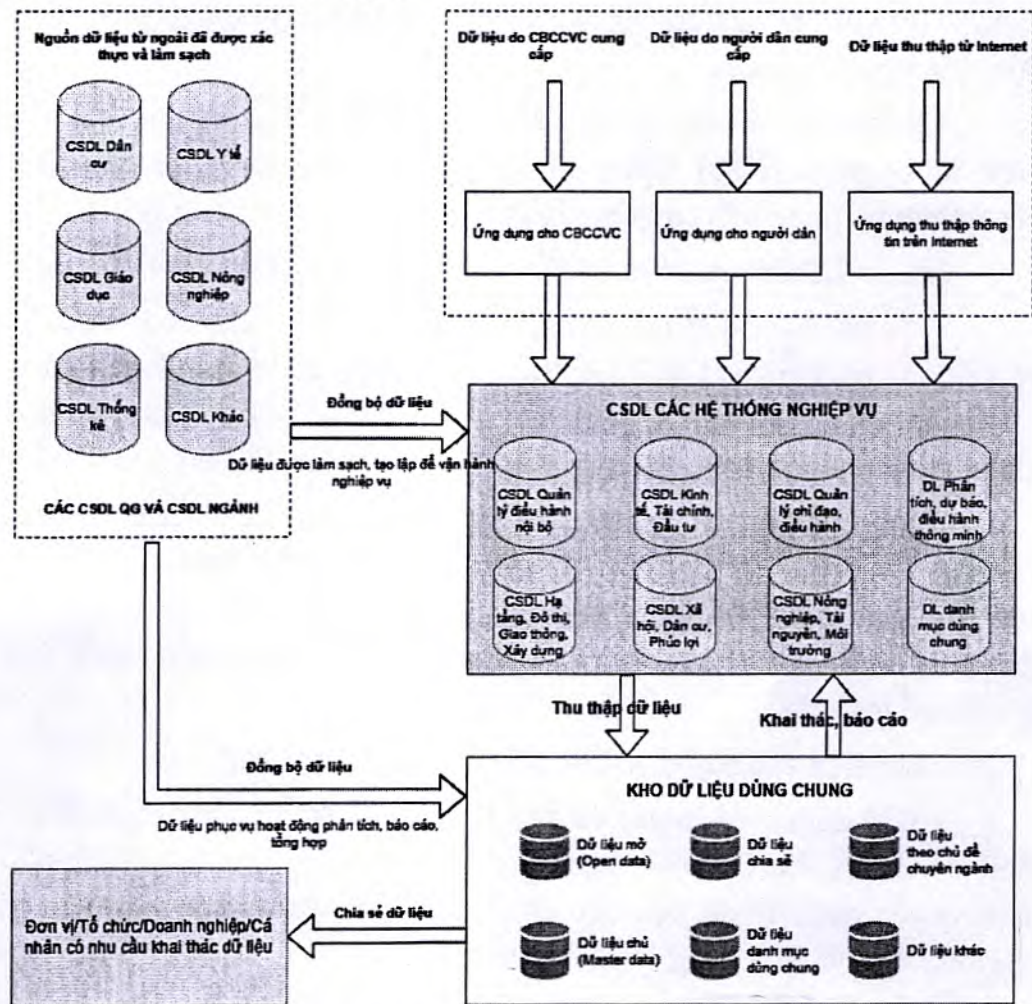 Nguồn dữ liệu từ ngoài đã được xác
thực và làm sạch
CSDL Dân
cư
CSDL Y tế
CSDL Giáo
dục
CSDL Nông
nghiệp
CSDL Thống
kê
CSDL Khác
CÁC CSDL QG VÀ CSDL NGÀNH
Dữ liệu do CBCCVC cung
cấp
Dữ liệu do người dân cung
cấp
Dữ liệu thu thập từ Internet
Ứng dụng cho CBCCVC
Ứng dụng cho người dân
Ứng dụng thu thập thông
tin trên Internet
Đồng bộ dữ liệu
Dữ liệu được làm sạch, tạo lập để vận hành
nghiệp vụ
CSDL CÁC HỆ THỐNG NGHIỆP VỤ
CSDL Quản
lý điều hành
nội bộ
CSDL Kinh
tế, Tài chính,
Đầu tư
CSDL Quản
lý chỉ đạo,
điều hành
DL Phân
tích, dự báo,
điều hành
thông minh
CSDL Hạ
tầng, Đô thị,
Giao thông,
Xây dựng,
CSDL Xã
hội, Dân cư,
Phúc lợi
CSDL Nông
nghiệp, Tài
nguyên, Môi
trường
DL danh
mục dùng
chung
Thu thập dữ liệu
Khai thác, báo cáo
Đồng bộ dữ liệu
Dữ liệu phục vụ hoạt động phân tích, báo cáo,
tổng hợp
KHO DỮ LIỆU DÙNG CHUNG
Dữ liệu mở
(Open data)
Dữ liệu
chia sẻ
Dữ liệu
theo chủ đề
chuyên ngành
Dữ liệu chủ
(Master data)
Dữ liệu
danh mục
dùng chung
Dữ liệu khác
Chia sẻ dữ liệu
Đơn vị/Tổ chức/Doanh nghiệp/Cá
nhân có nhu cầu khai thác dữ liệu